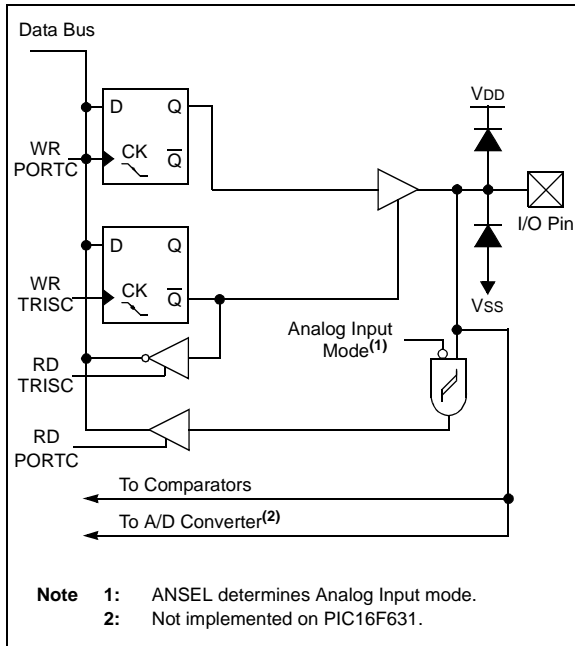 Data Bus
D Q
CK Q
WR
PORTC
VDD
I/O Pin
VSS
D Q
CK Q
WR
TRISC
RD
TRISC
Analog Input
Mode(1)
RD
PORTC
To Comparators
To A/D Converter(2)
Note 1: ANSEL determines Analog Input mode.
2: Not implemented on PIC16F631.